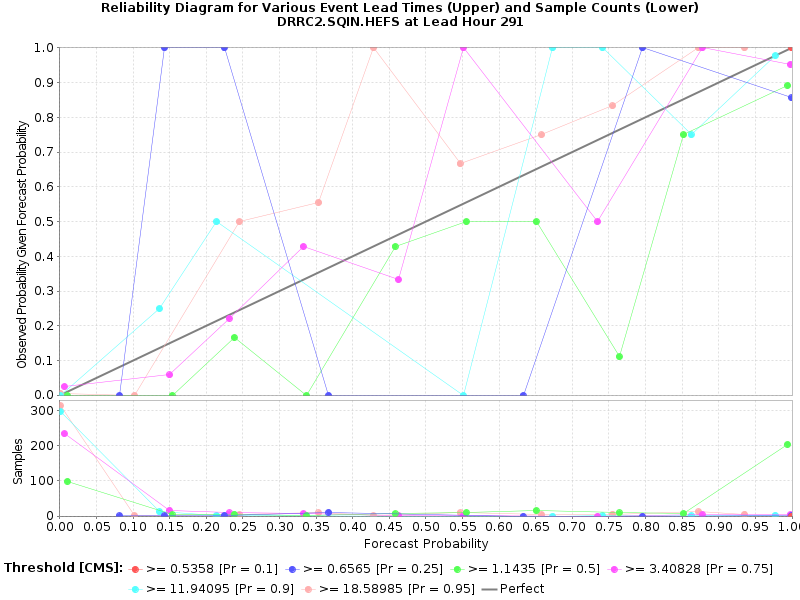 Reliability Diagram for Various Event Lead Times (Upper) and Sample Counts (Lower)
DRRC2.SQIN.HEFS at Lead Hour 291
Observed Probability Given Forecast Probability
1.0
0.9
0.8
0.7
0.6
0.5
0.4
0.3
0.2
0.1
0.0
Samples
300
200
100
0
0.00 0.05 0.10 0.15 0.20 0.25 0.30 0.35 0.40 0.45 0.50 0.55 0.60 0.65 0.70 0.75 0.80 0.85 0.90 0.95 1.0
Forecast Probability
Threshold [CMS]: >= 0.5358 [Pr = 0.1] >= 0.6565 [Pr = 0.25] >= 1.1435 [Pr = 0.5] >= 3.40828 [Pr = 0.75]
>= 11.94095 [Pr = 0.9] >= 18.58985 [Pr = 0.95] Perfect